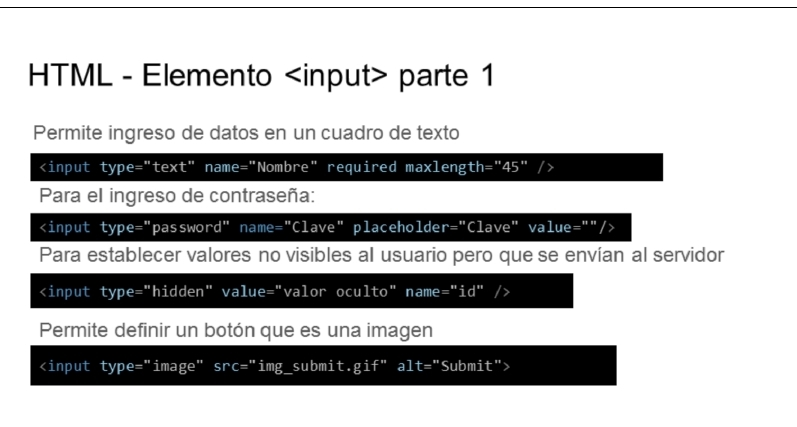 HTML - Elemento <input> parte 1
Permite ingreso de datos en un cuadro de texto
<input type="text" name="Nombre" required maxlength="45" />
Para el ingreso de contraseña:
<input type="password" name="Clave" placeholder="Clave" value=""/>
Para establecer valores no visibles al usuario pero que se envían al servidor
<input type="hidden" value="valor oculto" name="id" />
Permite definir un botón que es una imagen
<input type="image" src="img_submit.gif" alt="Submit">